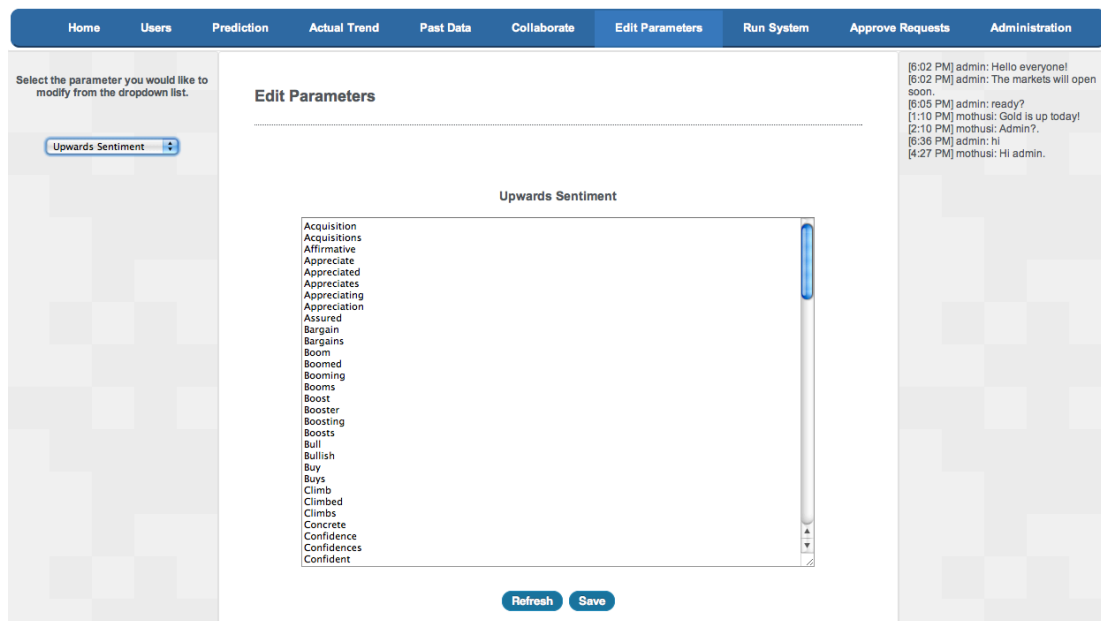 Home Users Prediction Actual Trend Past Data Collaborate Edit Parameters Run System Approve Requests Administration
Select the parameter you would like to
modify from the dropdown list.
Upwards Sentiment
Edit Parameters
Upwards Sentiment
Acquisition
Acquisitions
Affirmative
Appreciate
Appreciated
Appreciates
Appreciating
Appreciation
Assured
Bargain
Bargains
Boom
Boomed
Booming
Booms
Boost
Booster
Boosting
Boosts
Bull
Bullish
Buy
Buys
Climb
Climbed
Climbs
Concrete
Confidence
Confidences
Confident
Refresh Save
[6:02 PM] admin: Hello everyone!
[6:02 PM] admin: The markets will open
soon.
[6:05 PM] admin: ready?
[1:10 PM] mothusi: Gold is up today!
[2:10 PM] mothusi: Admin?.
[6:36 PM] admin: hi
[4:27 PM] mothusi: Hi admin.